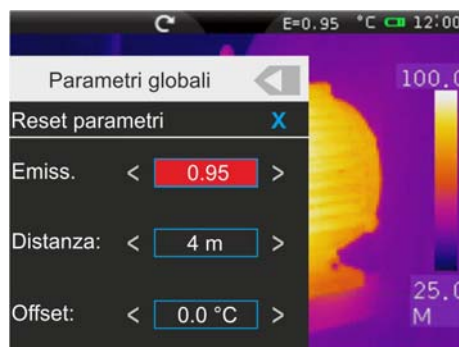 E=0.95 °C 12:00
Parametri globali
100.0
Reset parametri X
Emiss. < 0.95 >
Distanza: < 4 m >
25.0
M
Offset: < 0.0 °C >